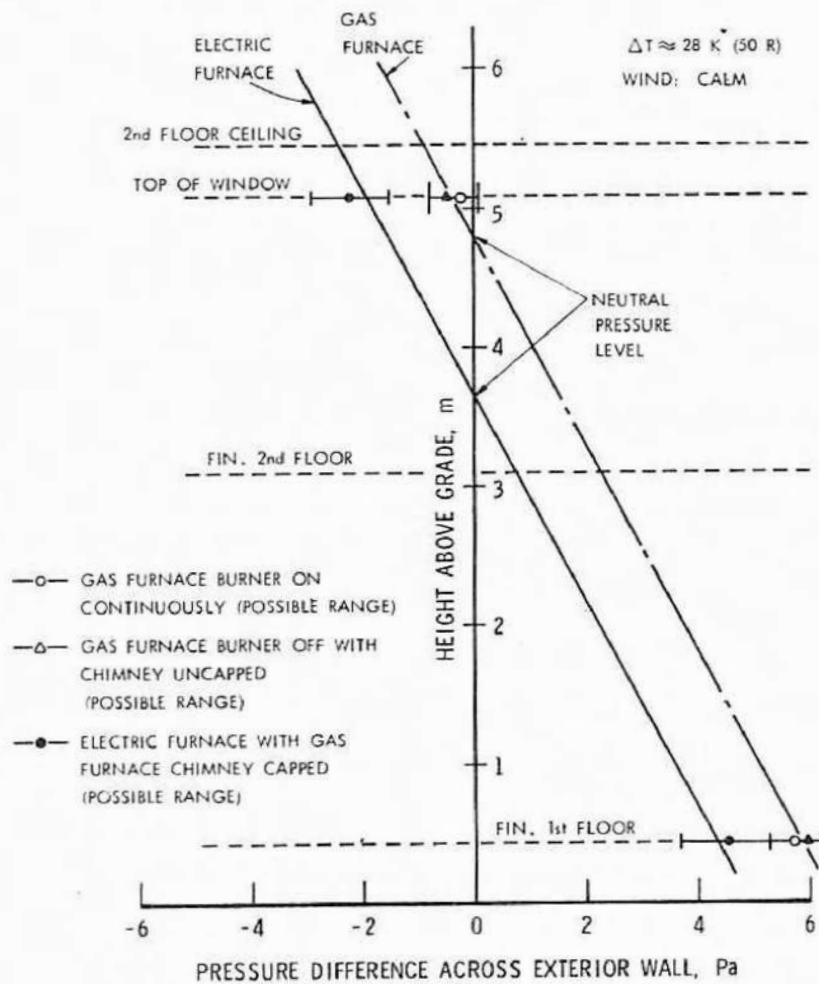 GAS
FURNACE
ELECTRIC
FURNACE
ΔT ≈ 28 K (50 R)
WIND: CALM
6
2nd FLOOR CEILING
TOP OF WINDOW
5
NEUTRAL
PRESSURE
LEVEL
4
HEIGHT ABOVE GRADE, m
FIN. 2nd FLOOR
3
GAS FURNACE BURNER ON
CONTINUOUSLY (POSSIBLE RANGE)
2
GAS FURNACE BURNER OFF WITH
CHIMNEY UNCAPPED
(POSSIBLE RANGE)
ELECTRIC FURNACE WITH GAS
FURNACE CHIMNEY CAPPED
(POSSIBLE RANGE)
1
FIN. 1st FLOOR
-6 -4 -2 0 2 4 6
PRESSURE DIFFERENCE ACROSS EXTERIOR WALL, Pa